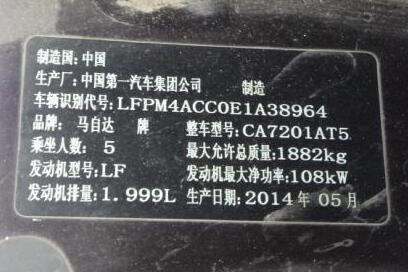 制造国:中国
生产厂:中国第一汽车集团公司 制造
车辆识别代号:LFPM4ACC0E1A38964
品牌:马自达 牌 整车型号:CA7201AT5
乘坐人数:5 最大允许总质量:1882kg
发动机型号:LF 发动机最大净功率:108kW
发动机排量:1.999L 生产日期:2014年05月